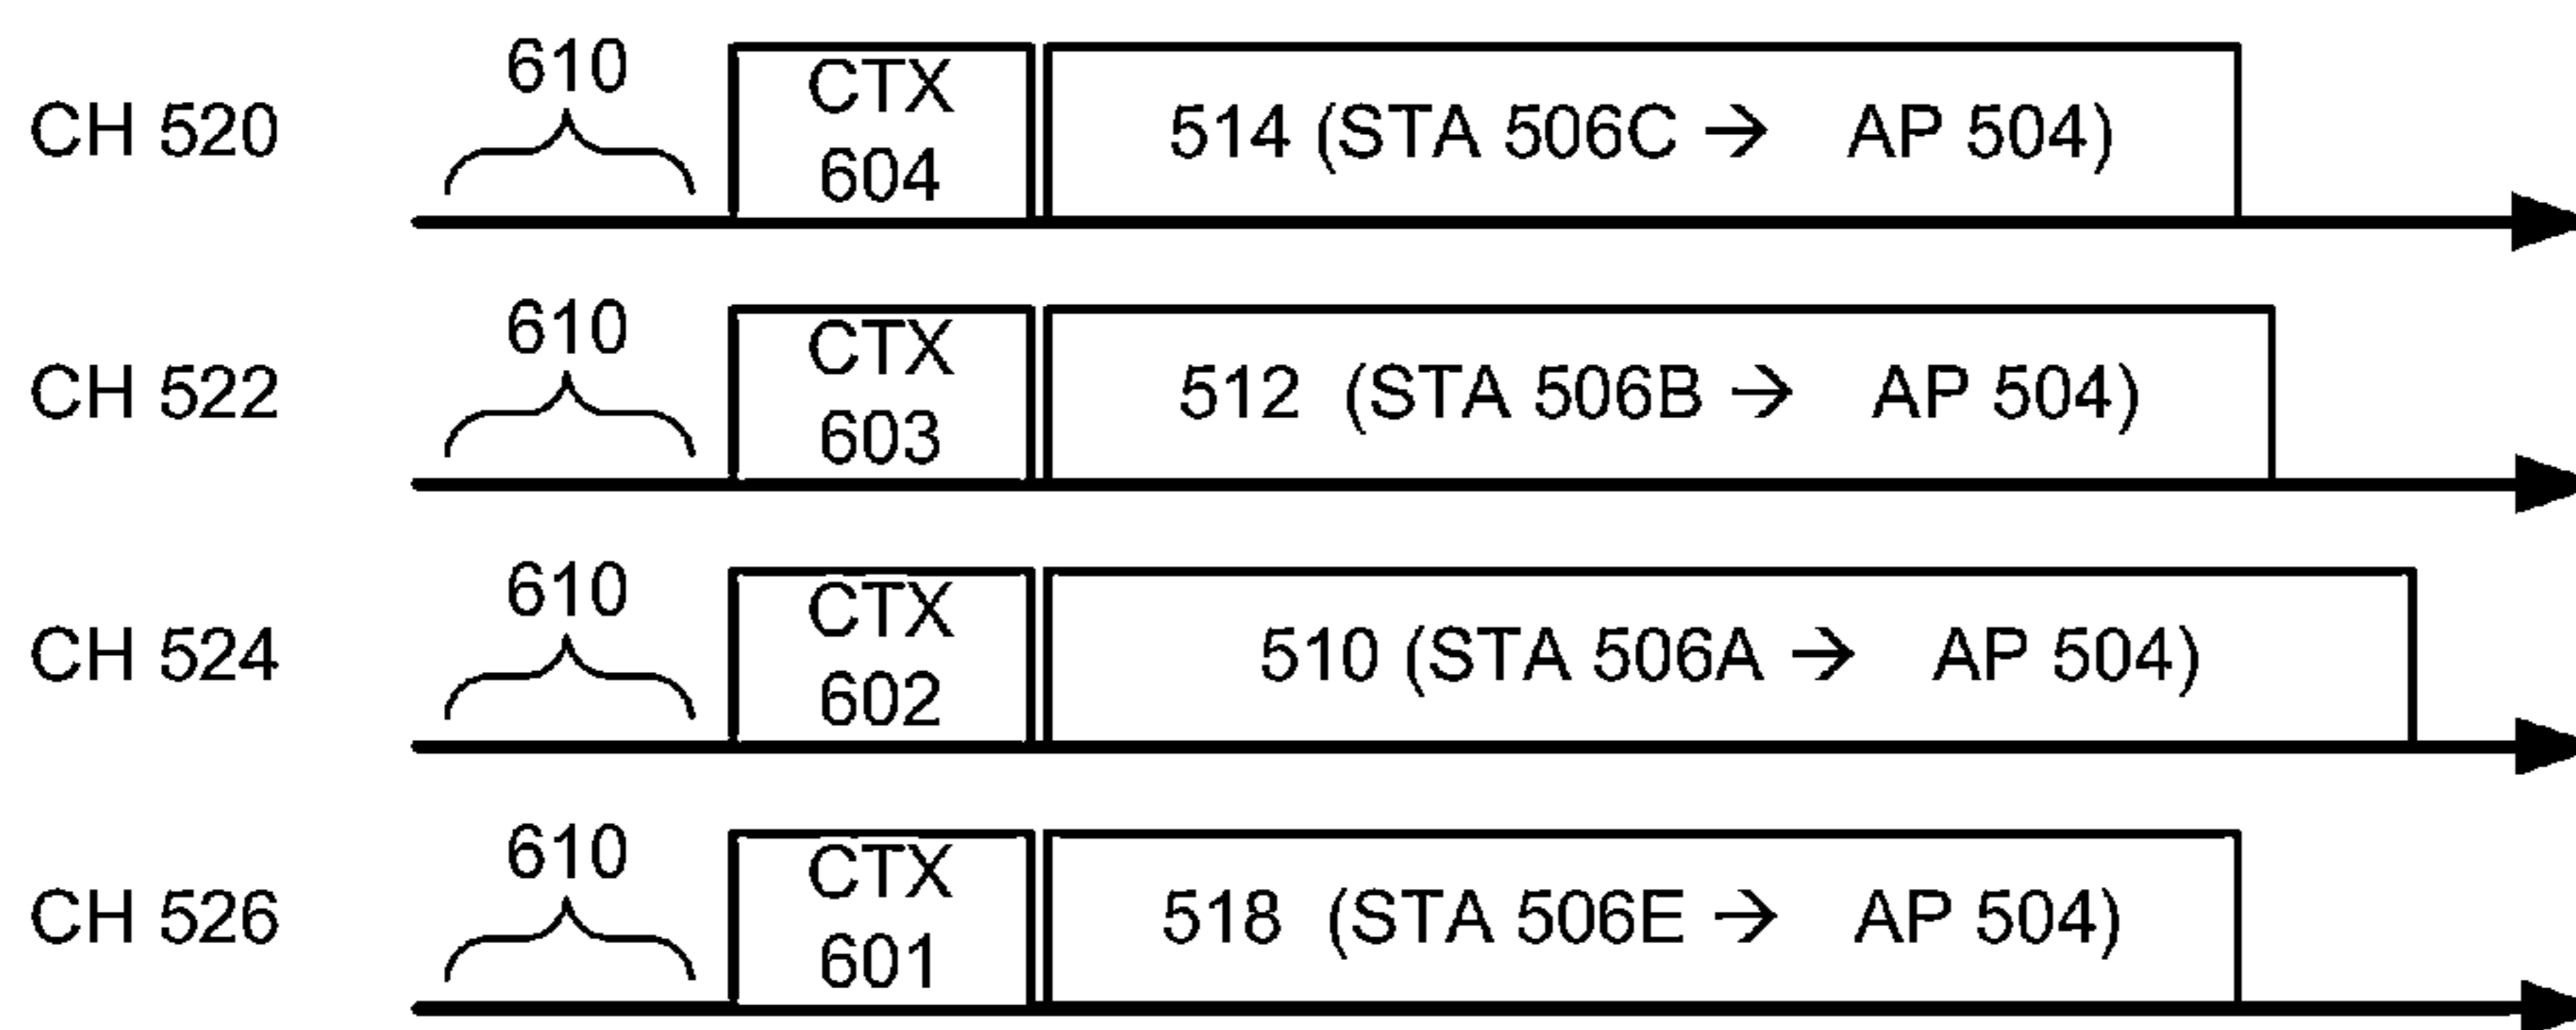 610
CTX
CH 520
514 (STA 506C → AP 504)
604
610
CTX
CH 522
512 (STA 506B → AP 504)
603
610
CTX
CH 524
510 (STA 506A → AP 504)
602
610
CTX
CH 526
518 (STA 506E → AP 504)
601